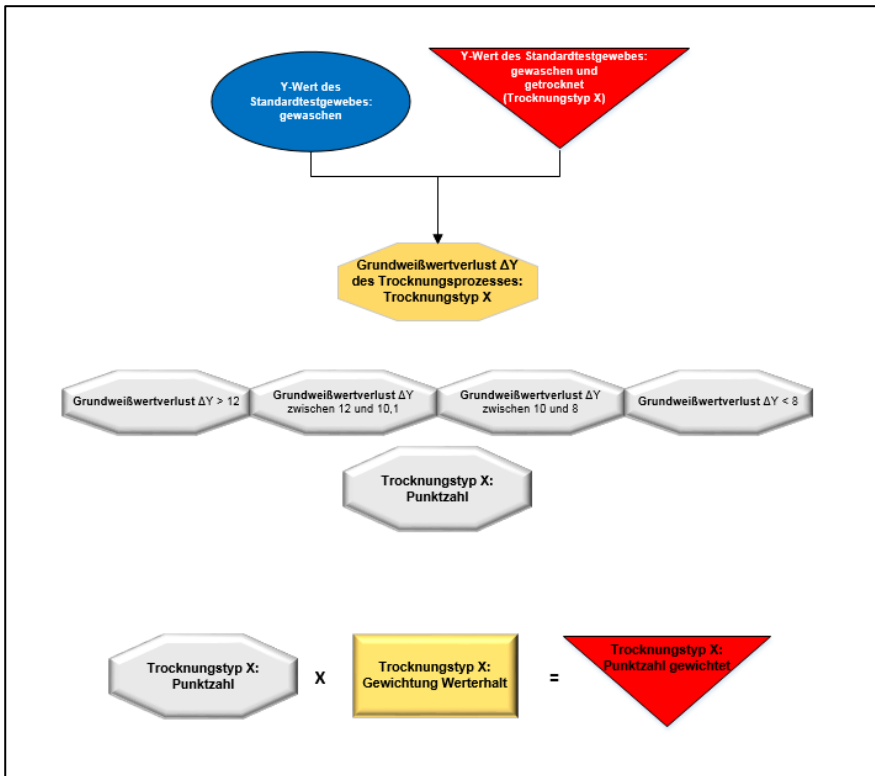 Y-Wert des
Standardtestgewebes:
gewaschen
Y-Wert des Standardtestgewebes:
gewaschen und
getrocknet
(Trocknungstyp X)
Grundweißwertverlust ΔY
des Trocknungsprozesses:
Trocknungstyp X
Grundweißwertverlust ΔY > 12
Grundweißwertverlust ΔY
zwischen 12 und 10,1
Grundweißwertverlust ΔY
zwischen 10 und 8
Grundweißwertverlust ΔY < 8
Trocknungstyp X:
Punktzahl
Trocknungstyp X:
Punktzahl
X
Trocknungstyp X:
Gewichtung Werterhalt
=
Trocknungstyp X:
Punktzahl gewichtet